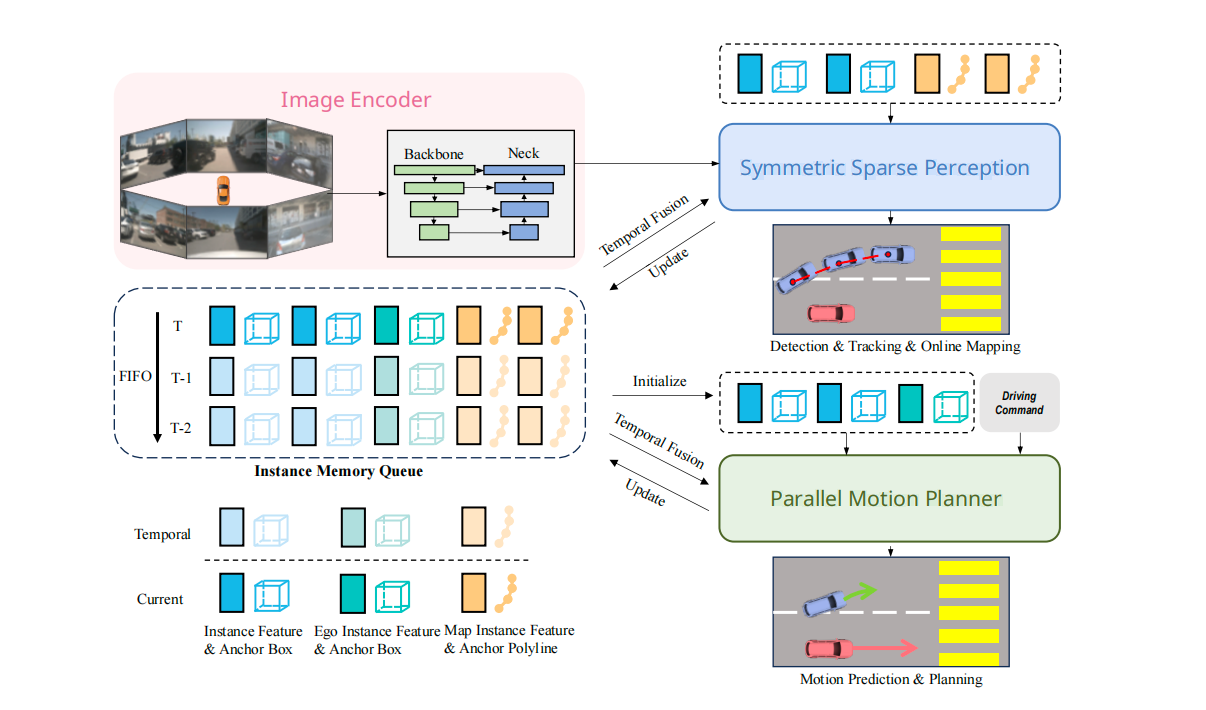 Image Encoder
Backbone
Neck
Symmetric Sparse Perception
Temporal Fusion
Update
Detection & Tracking & Online Mapping
FIFO
T
T-1
T-2
Instance Memory Queue
Initialize
Temporal Fusion
Update
Driving
Command
Parallel Motion Planner
Motion Prediction & Planning
Temporal
Current
Instance Feature
& Anchor Box
Ego Instance Feature
& Anchor Box
Map Instance Feature
& Anchor Polyline